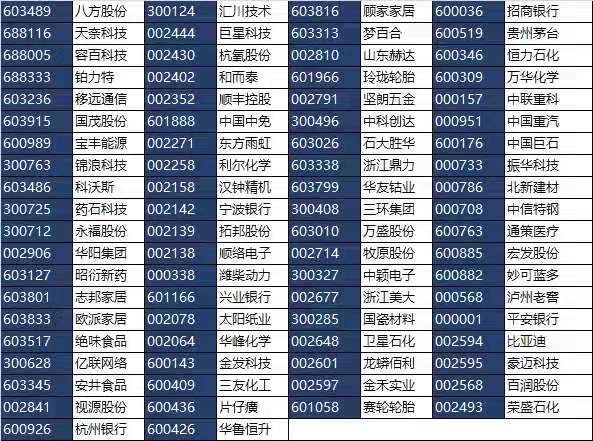 603489 八方股份 300124 汇川技术 603816 顾家家居 600036 招商银行
688116 天奈科技 002444 巨星科技 603313 梦百合 600519 贵州茅台
688005 容百科技 002430 杭氧股份 002810 山东赫达 600346 恒力石化
688333 铂力特 002402 和而泰 601966 玲珑轮胎 600309 万华化学
603236 移远通信 002352 顺丰控股 002791 坚朗五金 000157 中联重科
603915 国茂股份 601888 中国中免 300496 中科创达 000951 中国重汽
600989 宝丰能源 002271 东方雨虹 603026 石大胜华 600176 中国巨石
300763 锦浪科技 002258 利尔化学 603338 浙江鼎力 000733 振华科技
603486 科沃斯 002158 汉钟精机 603799 华友钴业 000786 北新建材
300725 药石科技 002142 宁波银行 300408 三环集团 000708 中信特钢
300712 永福股份 002139 拓邦股份 603010 万盛股份 600763 通策医疗
002906 华阳集团 002138 顺络电子 002714 牧原股份 600885 宏发股份
603127 昭衍新药 000338 潍柴动力 300327 中颖电子 600882 妙可蓝多
603801 志邦家居 601166 兴业银行 002677 浙江美大 000568 泸州老窖
603833 欧派家居 002078 太阳纸业 300285 国瓷材料 000001 平安银行
603517 绝味食品 002064 华峰化学 002648 卫星石化 002594 比亚迪
300628 亿联网络 600143 金发科技 002601 龙蟒佰利 002595 豪迈科技
603345 安井食品 600409 三友化工 002597 金禾实业 002568 百润股份
002841 视源股份 600436 片仔癀 601058 赛轮轮胎 002493 荣盛石化
600926 杭州银行 600426 华鲁恒升